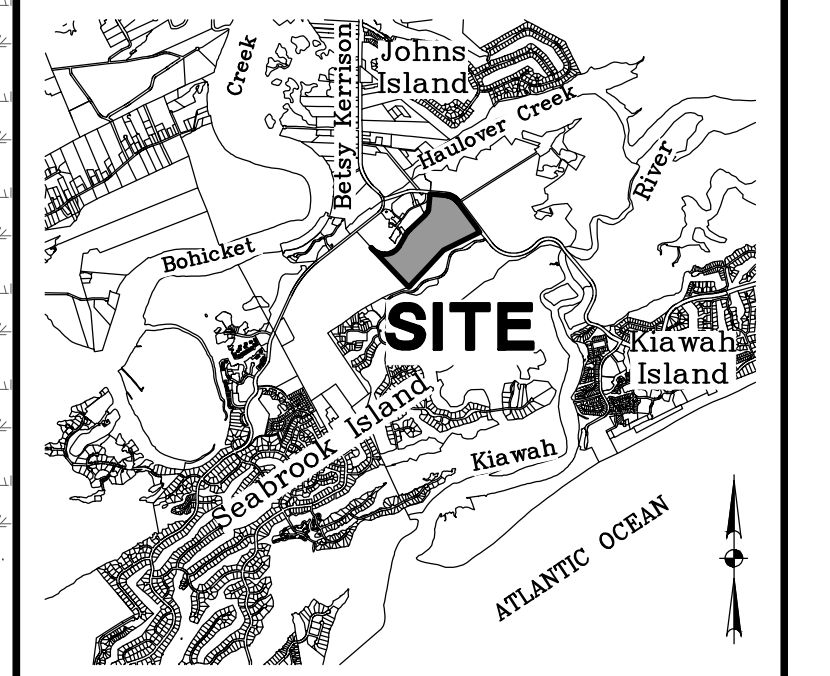 Creek
Betsy Kerrison
Johns
Island
Haulover Creek
River
Bohicket
SITE
Kiawah
Island
Seabrook Island
Kiawah
ATLANTIC OCEAN